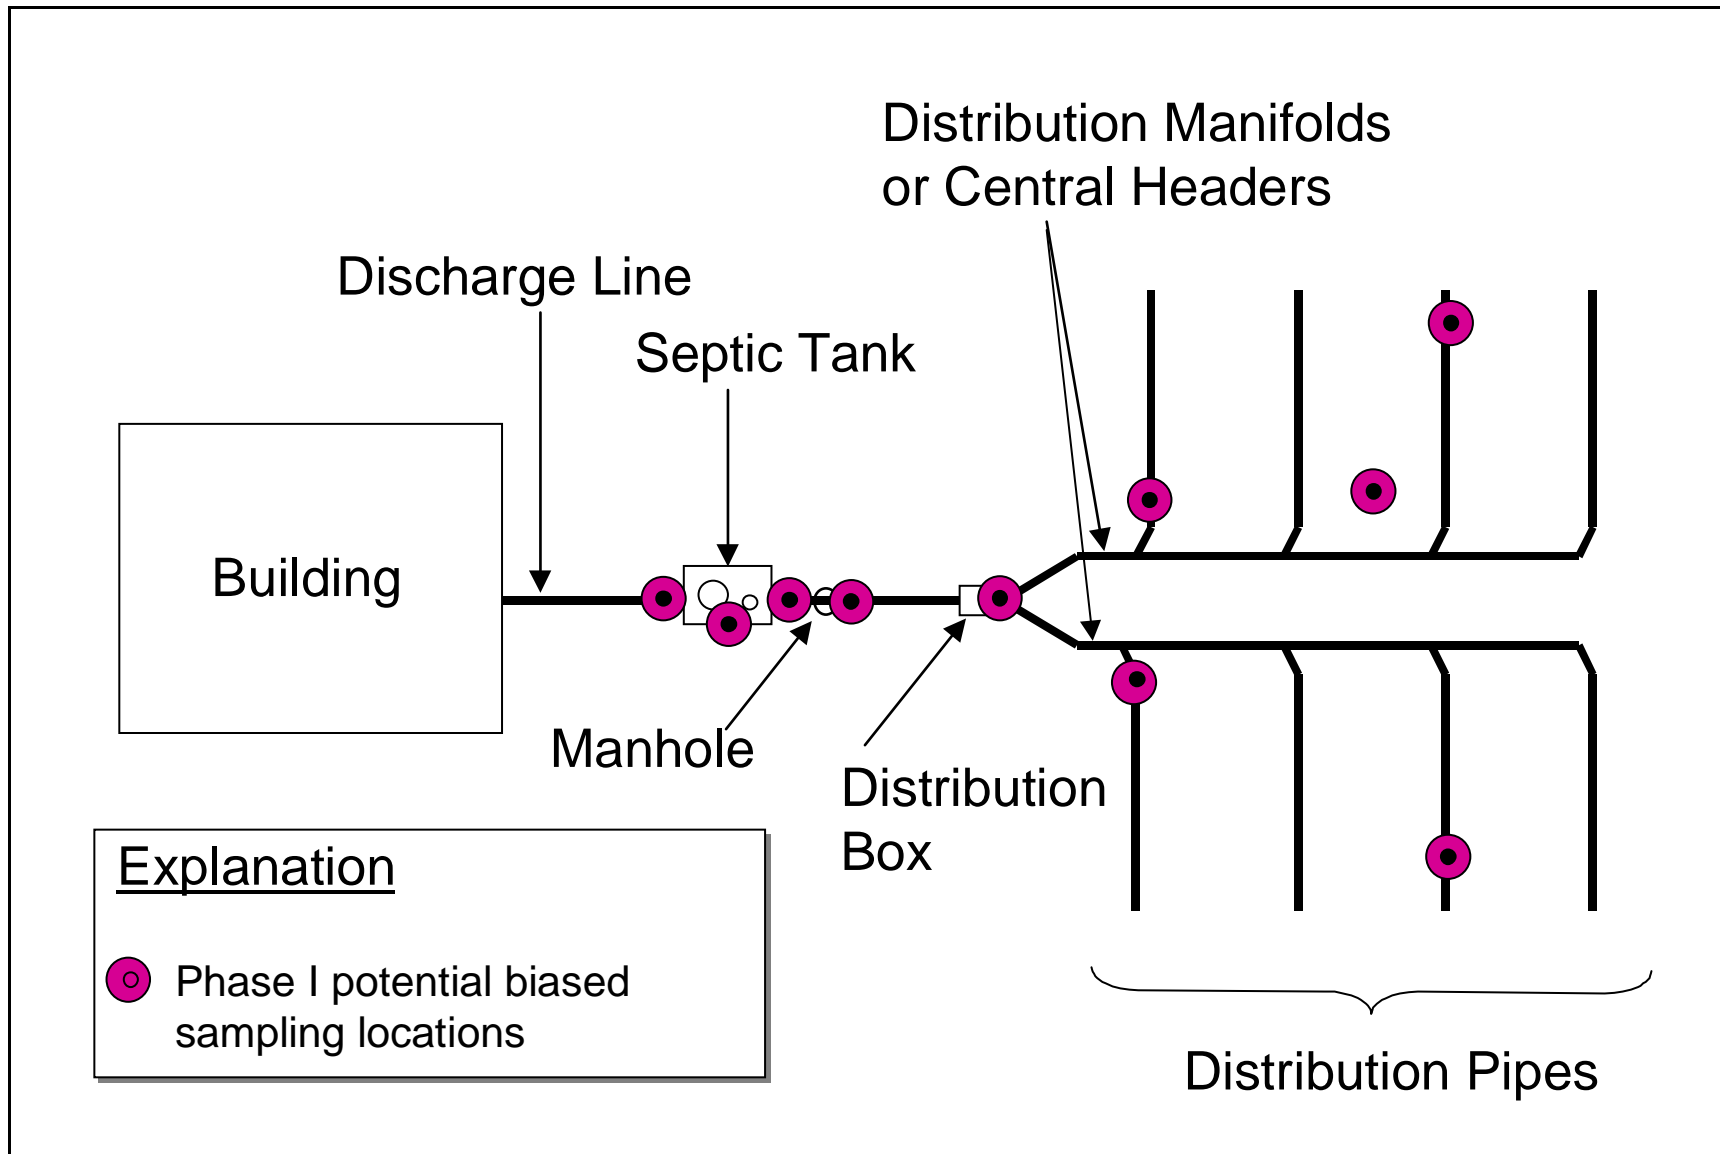 Distribution Manifolds
or Central Headers
Discharge Line
Septic Tank
Building
Manhole
Distribution
Box
Explanation
Phase I potential biased
sampling locations
Distribution Pipes